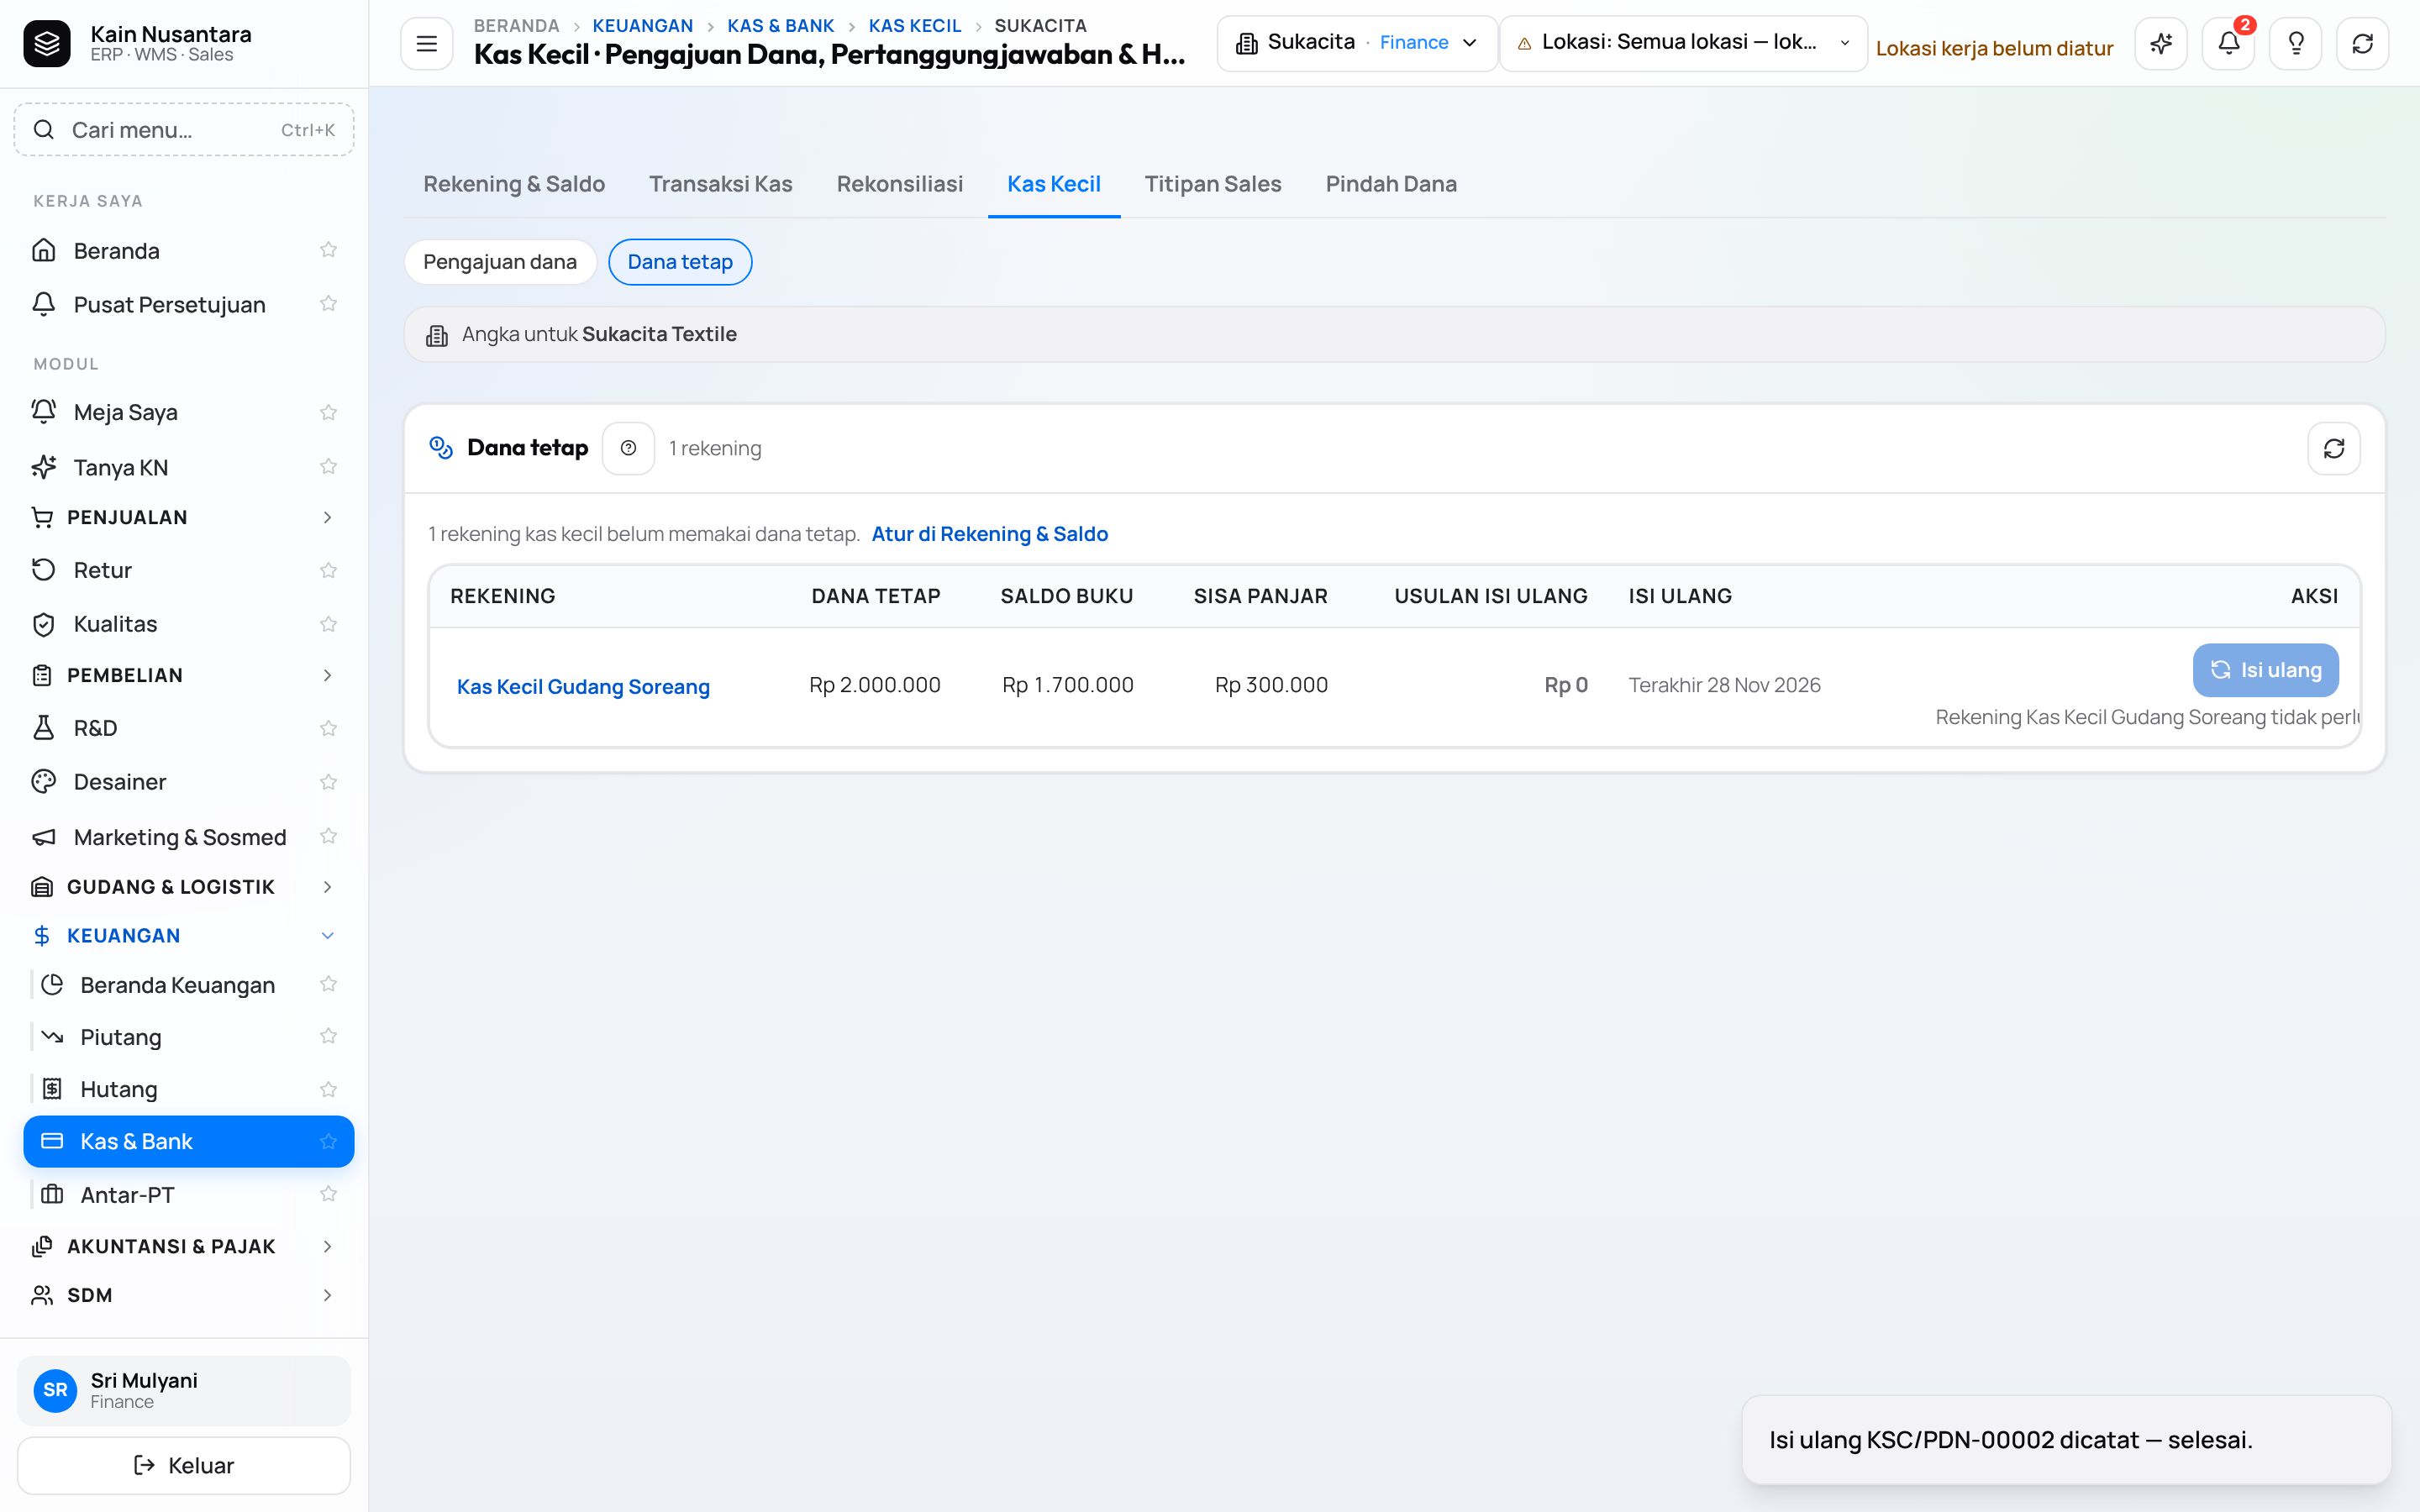 Kain Nusantara
ERP · WMS · Sales
Cari menu... Ctrl+K
KERJA SAYA
Beranda
Pusat Persetujuan
MODUL
Meja Saya
Tanya KN
PENJUALAN
Retur
Kualitas
PEMBELIAN
R&D
Desainer
Marketing & Sosmed
GUDANG & LOGISTIK
KEUANGAN
Beranda Keuangan
Piutang
Hutang
Kas & Bank
Antar-PT
AKUNTANSI & PAJAK
SDM
SR
Sri Mulyani
Finance
Keluar
BERANDA > KEUANGAN > KAS & BANK > KAS KECIL > SUKACITA
Kas Kecil · Pengajuan Dana, Pertanggungjawaban & H...
Sukacita · Finance
Lokasi: Semua lokasi — lok...
Lokasi kerja belum diatur
2
Rekening & Saldo Transaksi Kas Rekonsiliasi Kas Kecil Titipan Sales Pindah Dana
Pengajuan dana Dana tetap
Angka untuk Sukacita Textile
Dana tetap 1 rekening
1 rekening kas kecil belum memakai dana tetap. Atur di Rekening & Saldo
REKENING DANA TETAP SALDO BUKU SISA PANJAR USULAN ISI ULANG ISI ULANG AKSI
Kas Kecil Gudang Soreang Rp 2.000.000 Rp 1.700.000 Rp 300.000 Rp 0 Terakhir 28 Nov 2026 Isi ulang
Rekening Kas Kecil Gudang Soreang tidak
Isi ulang KSC/PDN-00002 dicatat — selesai.